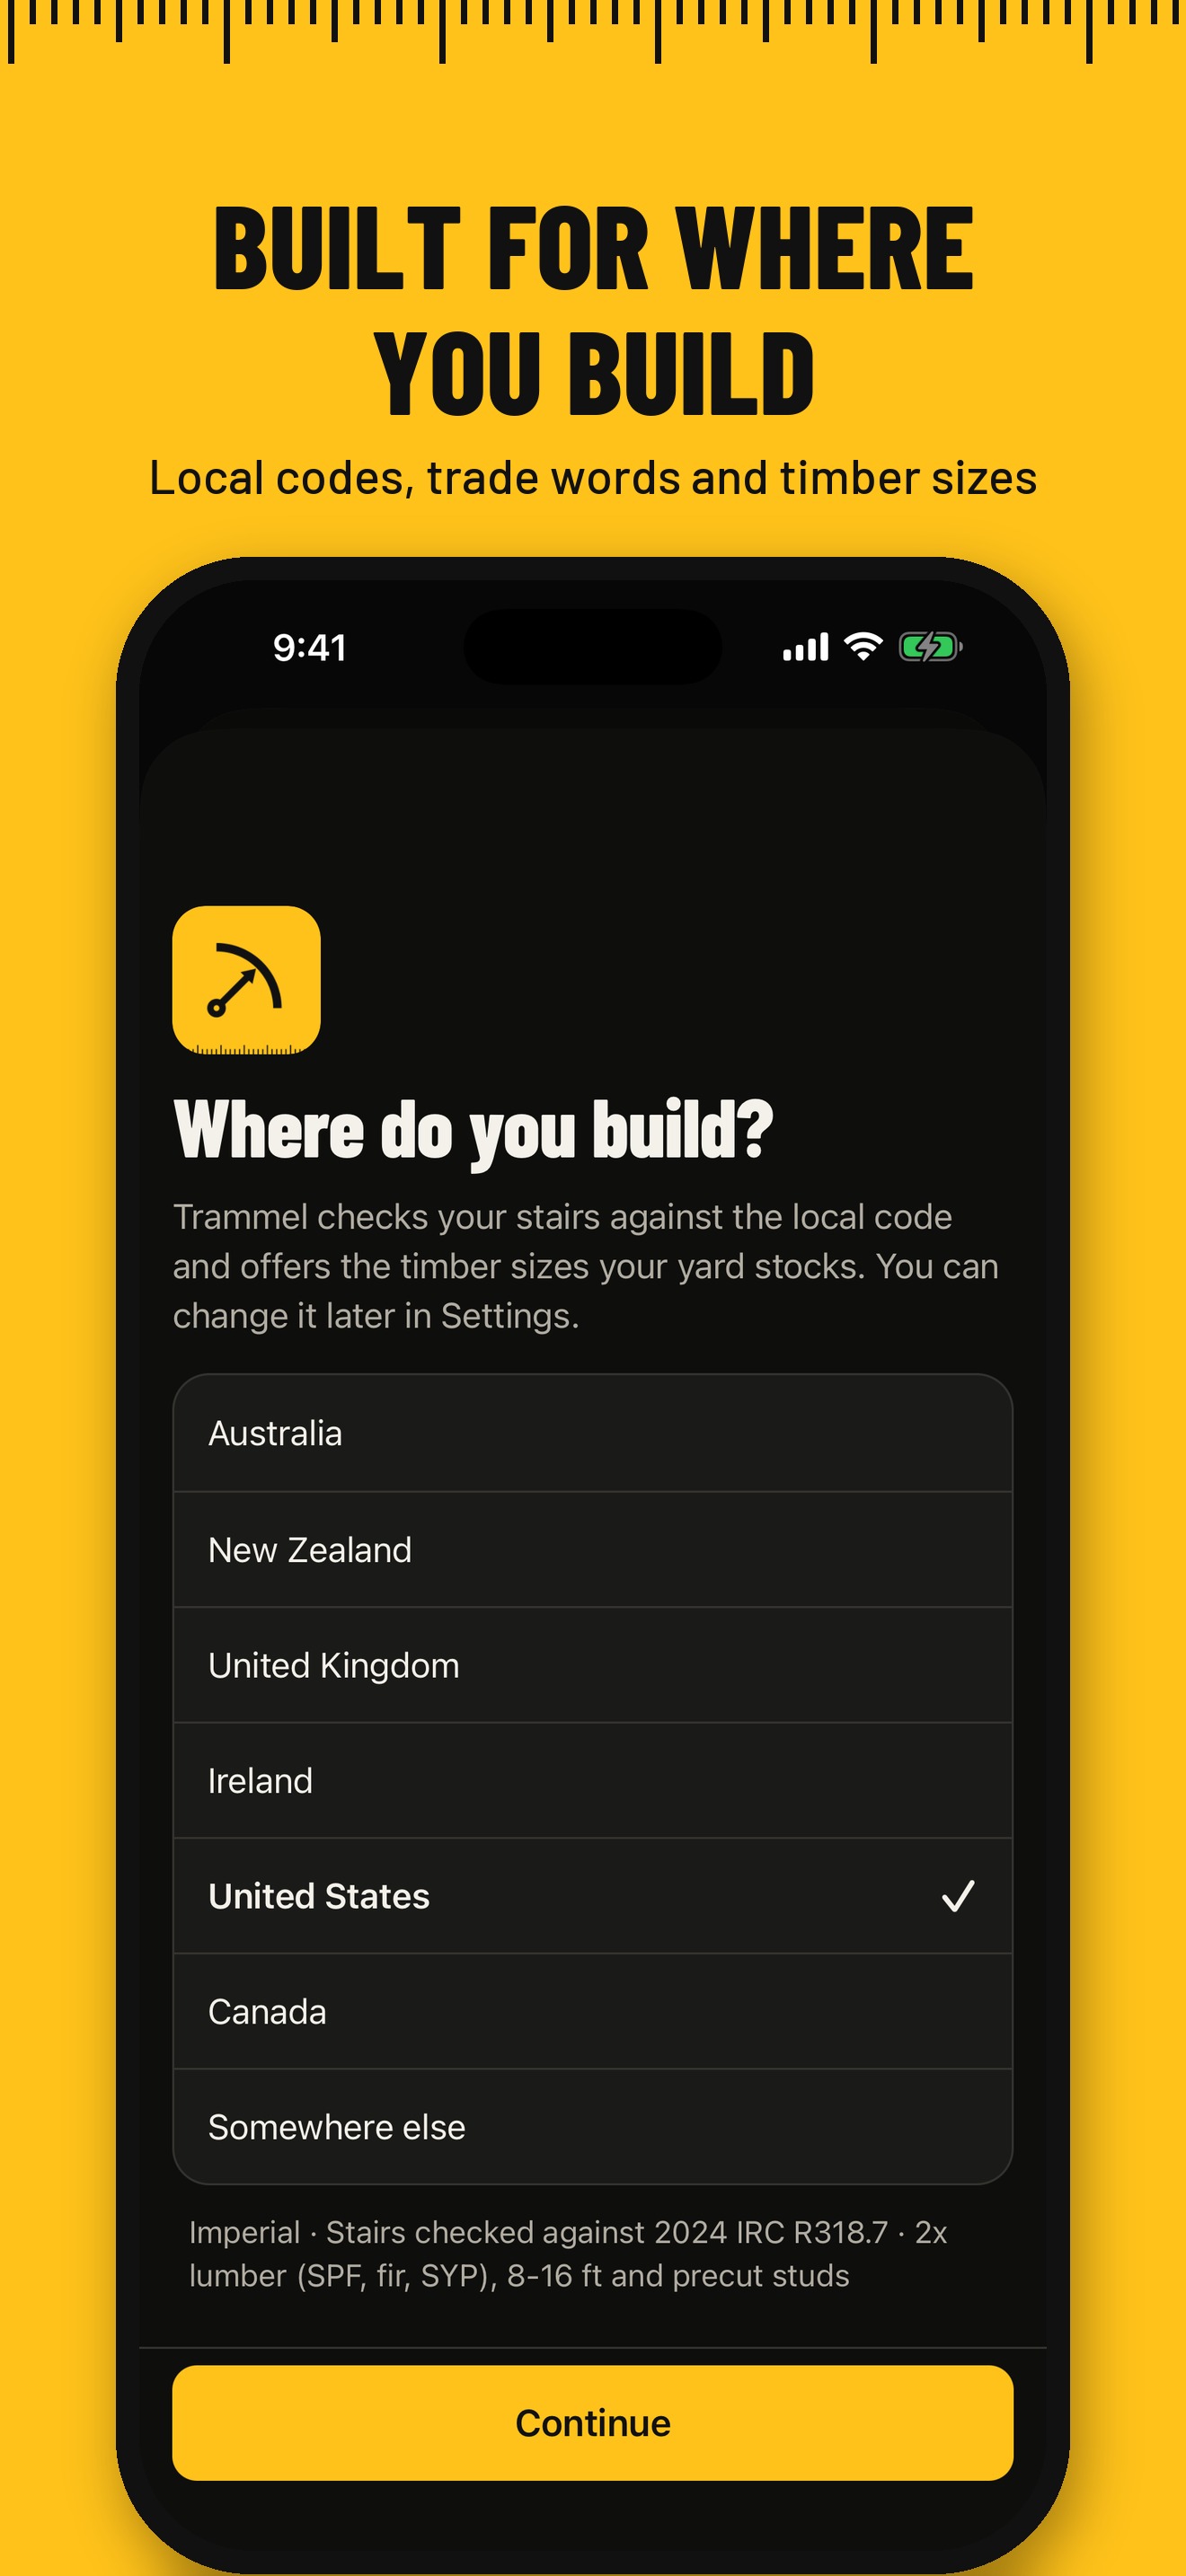 BUILT FOR WHERE
YOU BUILD
Local codes, trade words and timber sizes
9:41
Where do you build?
Trammel checks your stairs against the local code
and offers the timber sizes your yard stocks. You can
change it later in Settings.
Australia
New Zealand
United Kingdom
Ireland
United States
Canada
Somewhere else
Imperial · Stairs checked against 2024 IRC R318.7 · 2x
lumber (SPF, fir, SYP), 8-16 ft and precut studs
Continue